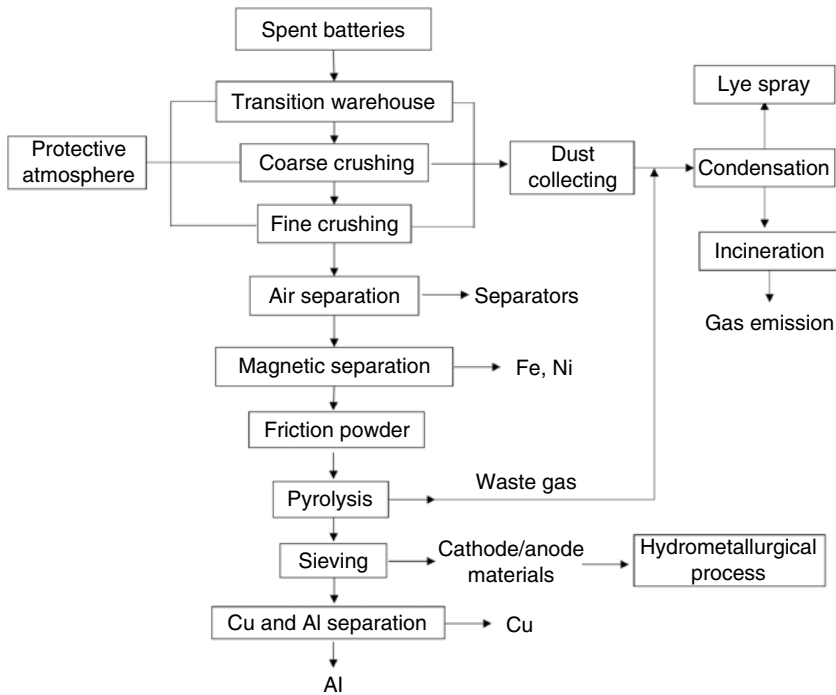 Spent batteries
Lye spray
Transition warehouse
Protective
atmosphere
Coarse crushing
Dust
collecting
Condensation
Fine crushing
Incineration
Air separation
Separators
Gas emission
Magnetic separation
Fe, Ni
Friction powder
Waste gas
Pyrolysis
Sieving
Cathode/anode
materials
Hydrometallurgical
process
Cu and Al separation
Cu
Al